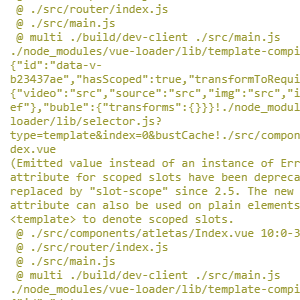 @ ./src/router/index.js
@ ./src/main.js
@ multi ./build/dev-client ./src/main.js
./node_modules/vue-loader/lib/template-compi
{"id":"data-v-
b23437ae","hasScoped":true,"transformToRequi
{"video":"src","source":"src","img":"src","i
ef"},"buble":{"transforms":{}}}!./node_modul
loader/lib/selector.js?
type=template&index=0&bustCache!./src/compon
dex.vue
(Emitted value instead of an instance of Err
attribute for scoped slots have been depreca
replaced by "slot-scope" since 2.5. The new
attribute can also be used on plain elements
<template> to denote scoped slots.
@ ./src/components/atletas/Index.vue 10:0-3
@ ./src/router/index.js
@ ./src/main.js
@ multi ./build/dev-client ./src/main.js
./node_modules/vue-loader/lib/template-compi